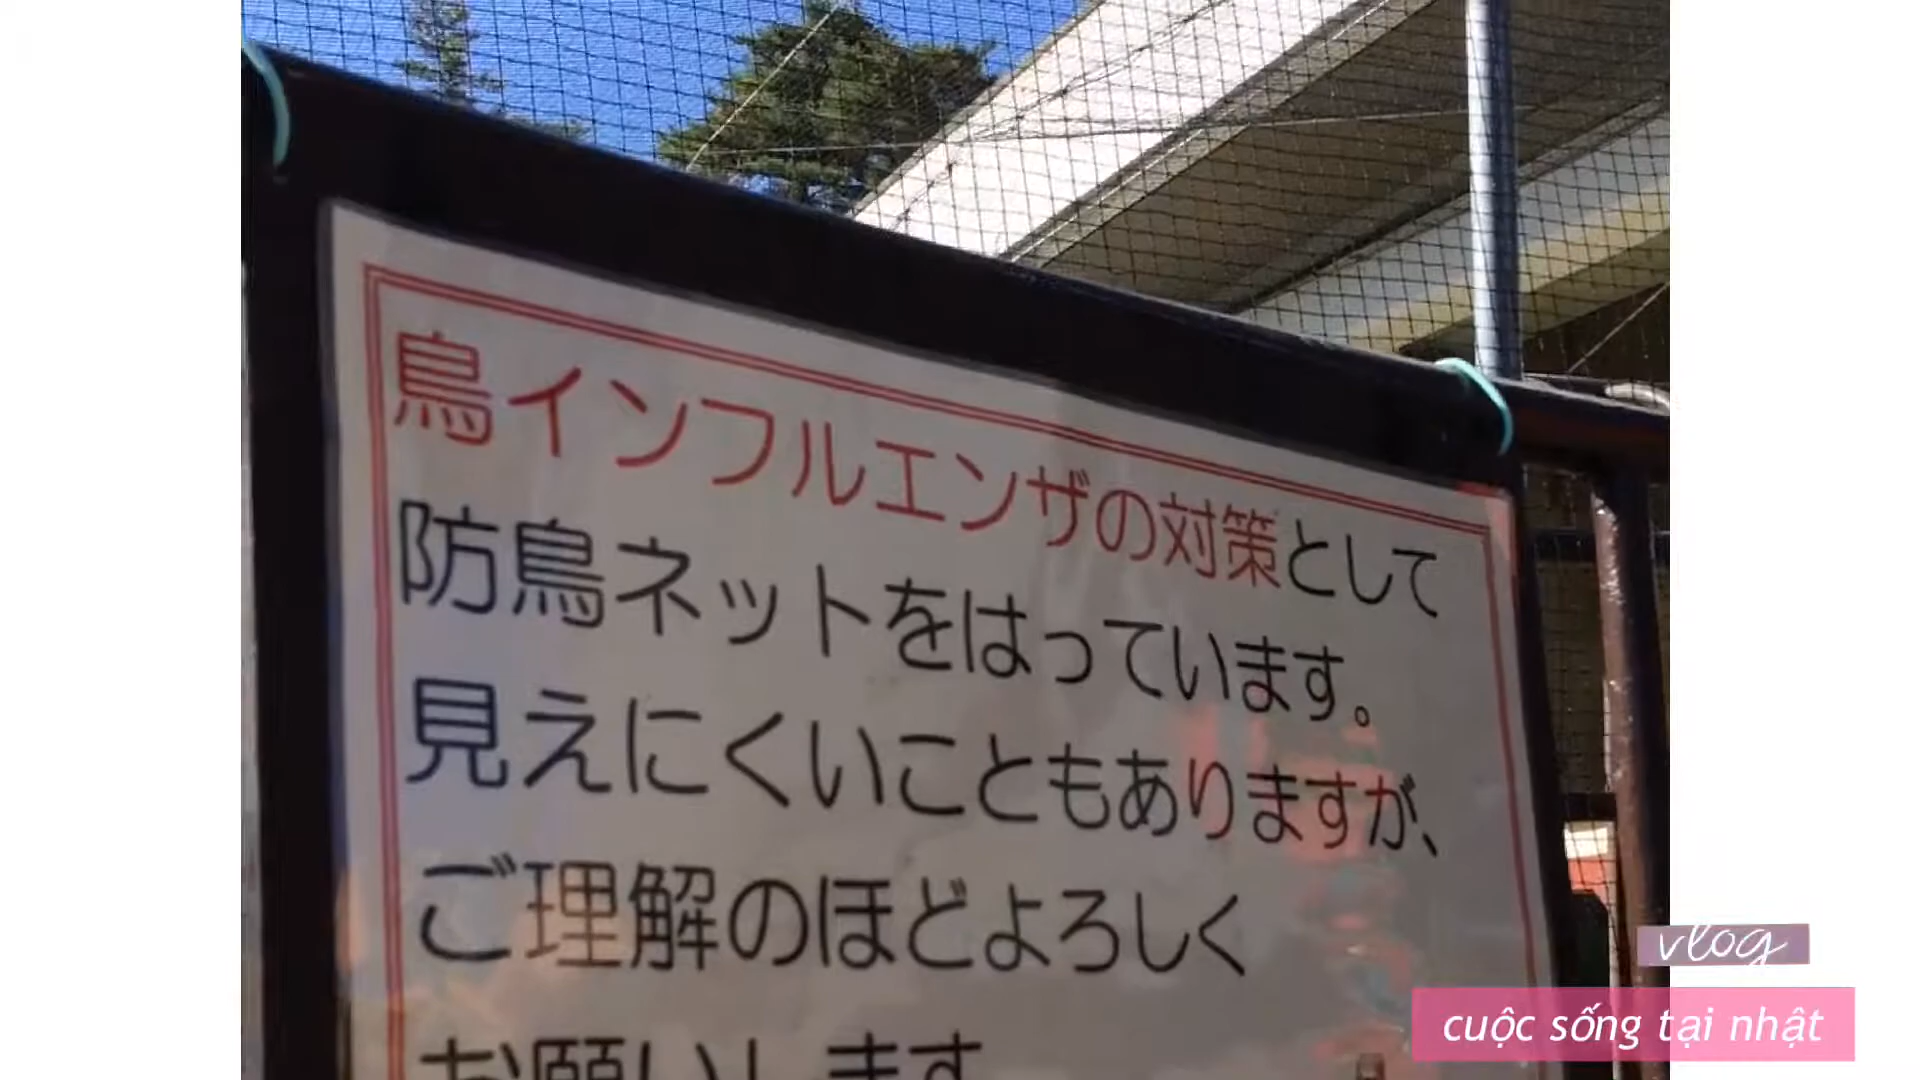 鳥インフルエンザの対策として
防鳥ネットをはっています。
見えにくいこともありますが、
ご理解のほどよろしく
お願いします
vlog
cuộc sống tại nhật